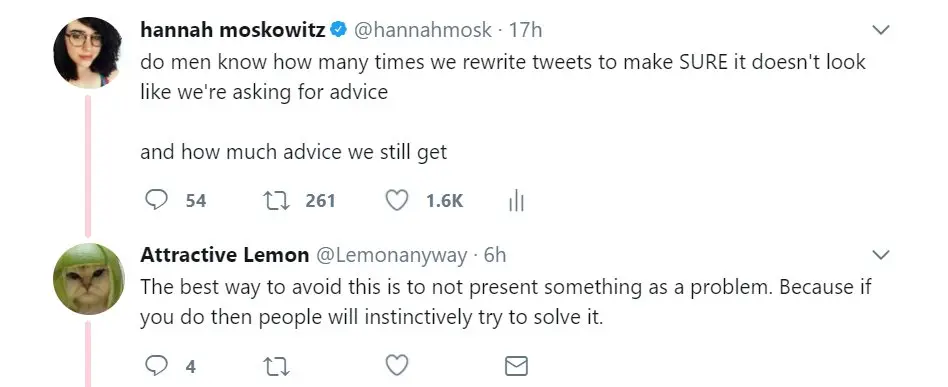 hannah moskowitz @hannahmosk · 17h
do men know how many times we rewrite tweets to make SURE it doesn't look
like we're asking for advice
and how much advice we still get
54 261 1.6K
Attractive Lemon @Lemonanyway · 6h
The best way to avoid this is to not present something as a problem. Because if
you do then people will instinctively try to solve it.
4